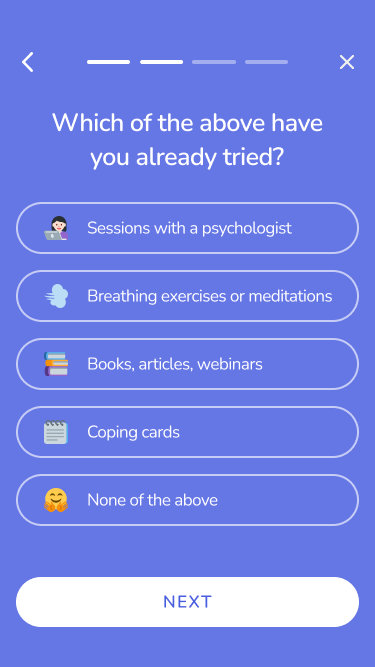 Which of the above have
you already tried?
Sessions with a psychologist
Breathing exercises or meditations
Books, articles, webinars
Coping cards
None of the above
NEXT